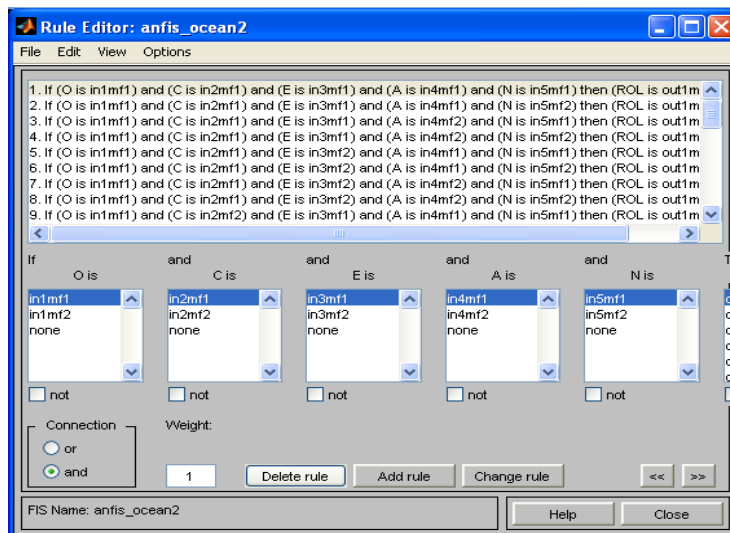 Rule Editor: anfis_ocean2
File Edit View Options
1. If (O is in1mf1) and (C is in2mf1) and (E is in3mf1) and (A is in4mf1) and (N is in5mf1) then (ROL is out1m
2. If (O is in1mf1) and (C is in2mf1) and (E is in3mf1) and (A is in4mf1) and (N is in5mf2) then (ROL is out1m
3. If (O is in1mf1) and (C is in2mf1) and (E is in3mf1) and (A is in4mf2) and (N is in5mf1) then (ROL is out1m
4. If (O is in1mf1) and (C is in2mf1) and (E is in3mf1) and (A is in4mf2) and (N is in5mf2) then (ROL is out1m
5. If (O is in1mf1) and (C is in2mf1) and (E is in3mf2) and (A is in4mf1) and (N is in5mf1) then (ROL is out1m
6. If (O is in1mf1) and (C is in2mf1) and (E is in3mf2) and (A is in4mf1) and (N is in5mf2) then (ROL is out1m
7. If (O is in1mf1) and (C is in2mf1) and (E is in3mf2) and (A is in4mf2) and (N is in5mf1) then (ROL is out1m
8. If (O is in1mf1) and (C is in2mf1) and (E is in3mf2) and (A is in4mf2) and (N is in5mf2) then (ROL is out1m
9. If (O is in1mf1) and (C is in2mf2) and (E is in3mf1) and (A is in4mf1) and (N is in5mf1) then (ROL is out1m
If and and and and
O is C is E is A is N is
in1mf1 in2mf1 in3mf1 in4mf1 in5mf1
in1mf2 in2mf2 in3mf2 in4mf2 in5mf2
none none none none none
not not not not not
Connection Weight:
or
and 1 Delete rule Add rule Change rule << >>
FIS Name: anfis_ocean2 Help Close